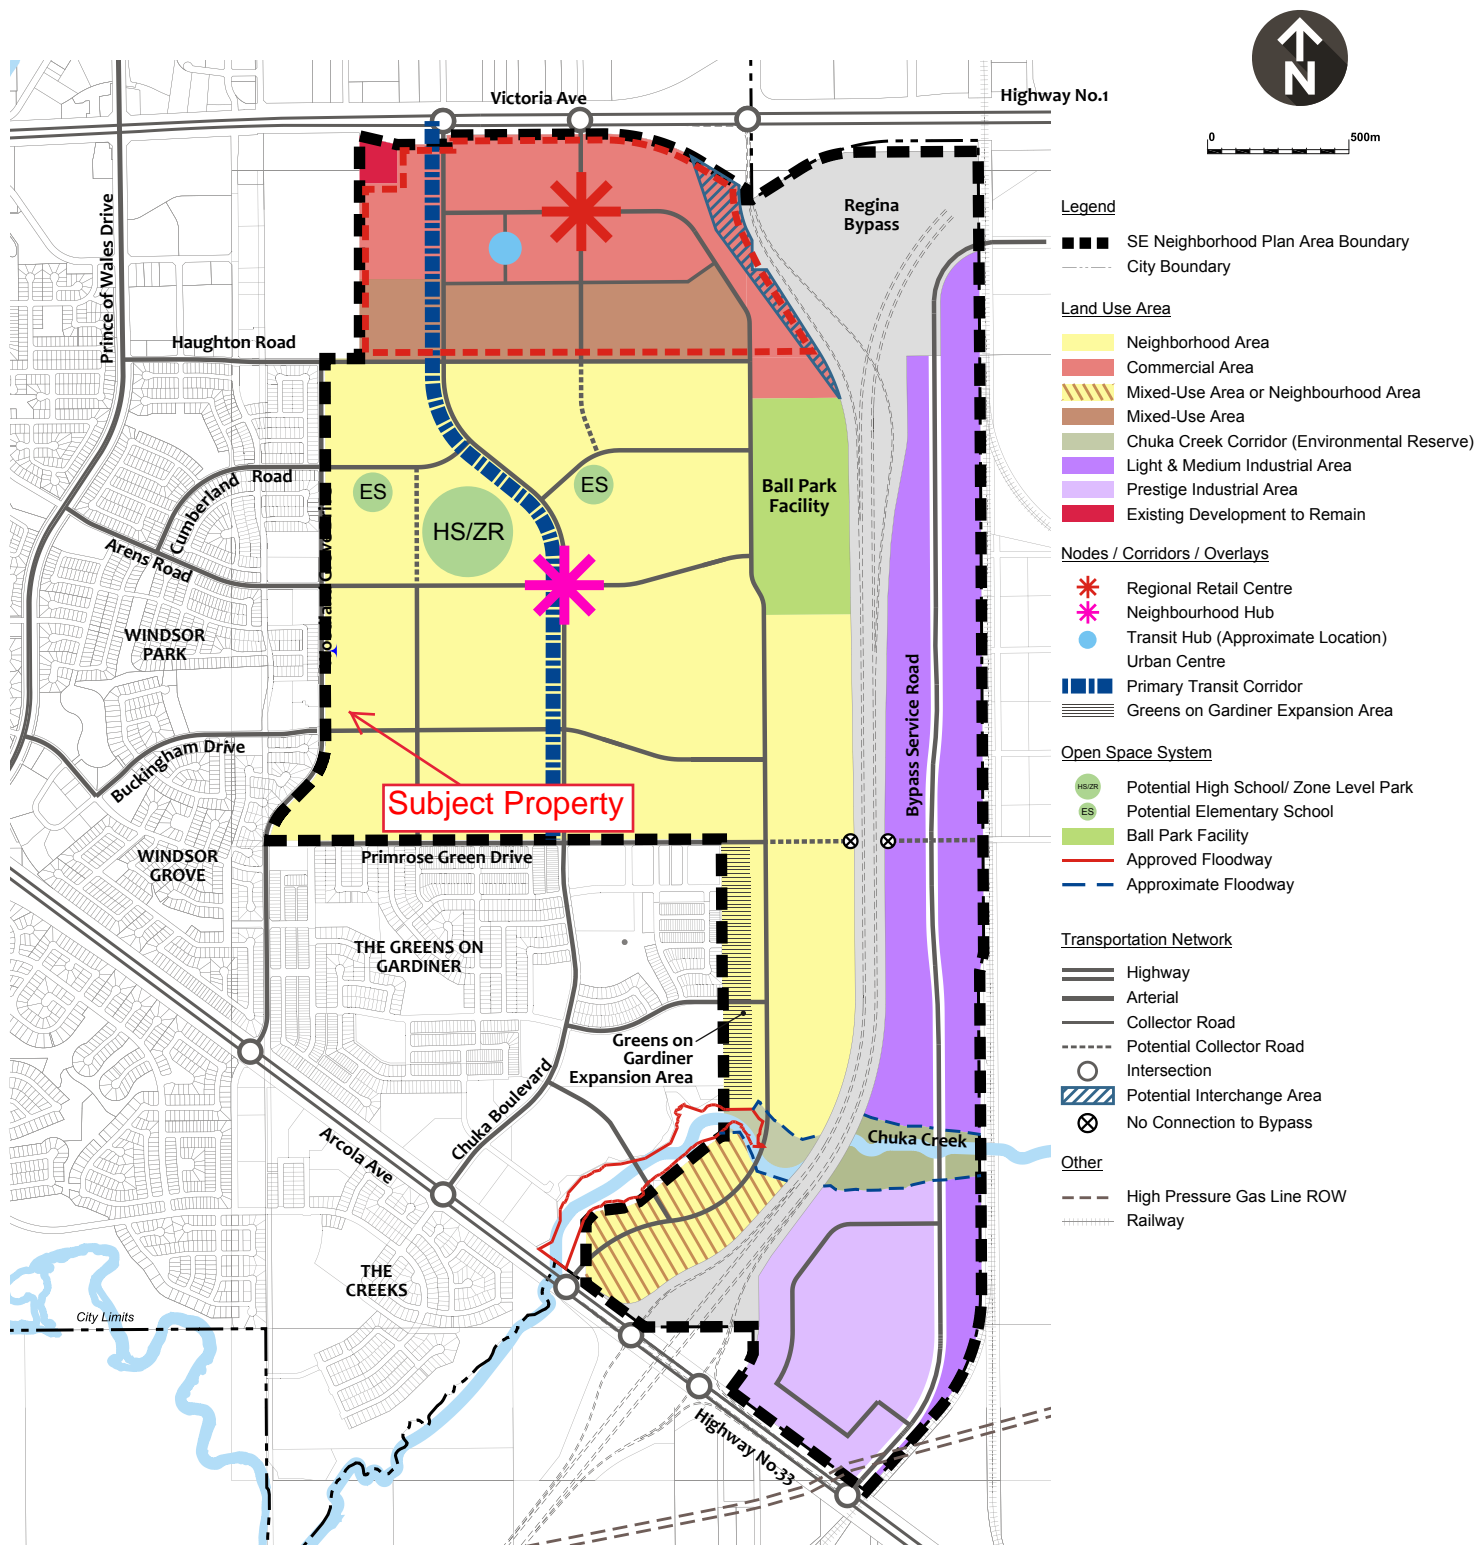 N
Victoria Ave
Highway No.1
0
500m
Prince of Wales Drive
Regina
Bypass
Haughton Road
Cumberland
Road
Arens Road
ES
HS/ZR
ES
Ball Park
Facility
WINDSOR
PARK
Buckingham Drive
Bypass Service Road
Subject Property
Primrose Green Drive
WINDSOR
GROVE
THE GREENS ON
GARDINER
Greens on
Gardiner
Expansion Area
Chuka Boulevard
Arcola Ave
Chuka Creek
THE
CREEKS
City Limits
Highway No.33
Legend
SE Neighborhood Plan Area Boundary
City Boundary
Land Use Area
Neighborhood Area
Commercial Area
Mixed-Use Area or Neighbourhood Area
Mixed-Use Area
Chuka Creek Corridor (Environmental Reserve)
Light & Medium Industrial Area
Prestige Industrial Area
Existing Development to Remain
Nodes / Corridors / Overlays
Regional Retail Centre
Neighbourhood Hub
Transit Hub (Approximate Location)
Urban Centre
Primary Transit Corridor
Greens on Gardiner Expansion Area
Open Space System
HS/ZR
Potential High School/ Zone Level Park
ES
Potential Elementary School
Ball Park Facility
Approved Floodway
Approximate Floodway
Transportation Network
Highway
Arterial
Collector Road
Potential Collector Road
Intersection
Potential Interchange Area
No Connection to Bypass
Other
High Pressure Gas Line ROW
Railway